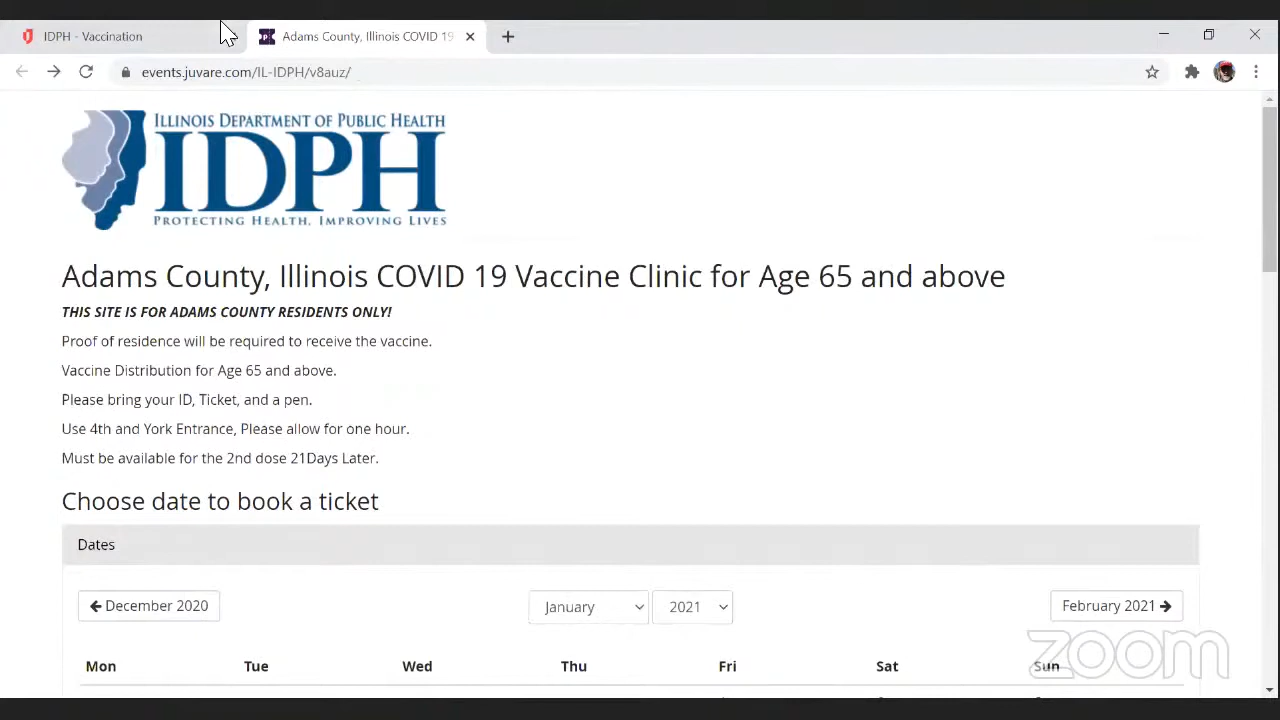 IDPH - Vaccination
Adams County, Illinois COVID 19
events.juvare.com/IL-IDPH/v8auz/
ILLINOIS DEPARTMENT OF PUBLIC HEALTH
IDPH
PROTECTING HEALTH, IMPROVING LIVES
Adams County, Illinois COVID 19 Vaccine Clinic for Age 65 and above
THIS SITE IS FOR ADAMS COUNTY RESIDENTS ONLY!
Proof of residence will be required to receive the vaccine.
Vaccine Distribution for Age 65 and above.
Please bring your ID, Ticket, and a pen.
Use 4th and York Entrance, Please allow for one hour.
Must be available for the 2nd dose 21Days Later.
Choose date to book a ticket
Dates
December 2020 January 2021 February 2021
Mon Tue Wed Thu Fri Sat Sun
zoom